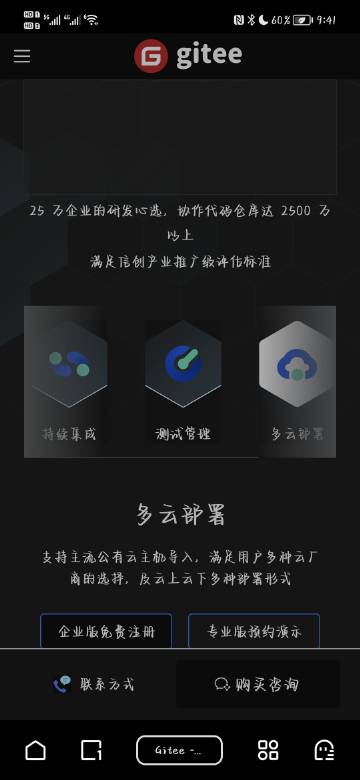 60% 9:41
gitee
25 万企业的研发心选，协作代码仓库达 2500 万
以上
满足信创产业推广级评估标准
持续集成
测试管理
多云部署
多云部署
支持主流公有云主机导入，满足用户多种云厂
商的选择，及云上云下多种部署形式
企业版免费注册
专业版预约演示
联系方式
购买咨询
1
Gitee -...